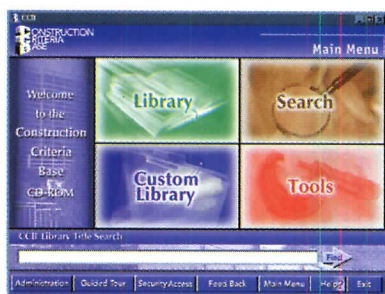 CCB
CONSTRUCTION
CRITERIA
BASE
Main Menu
Welcome
to the
Construction
Criteria
Base
CD-ROM
Library
Search
Custom
Library
Tools
CCB Library Title Search
Find
Administration
Guided Tour
Security Access
Feed Back
Main Menu
Help
Exit